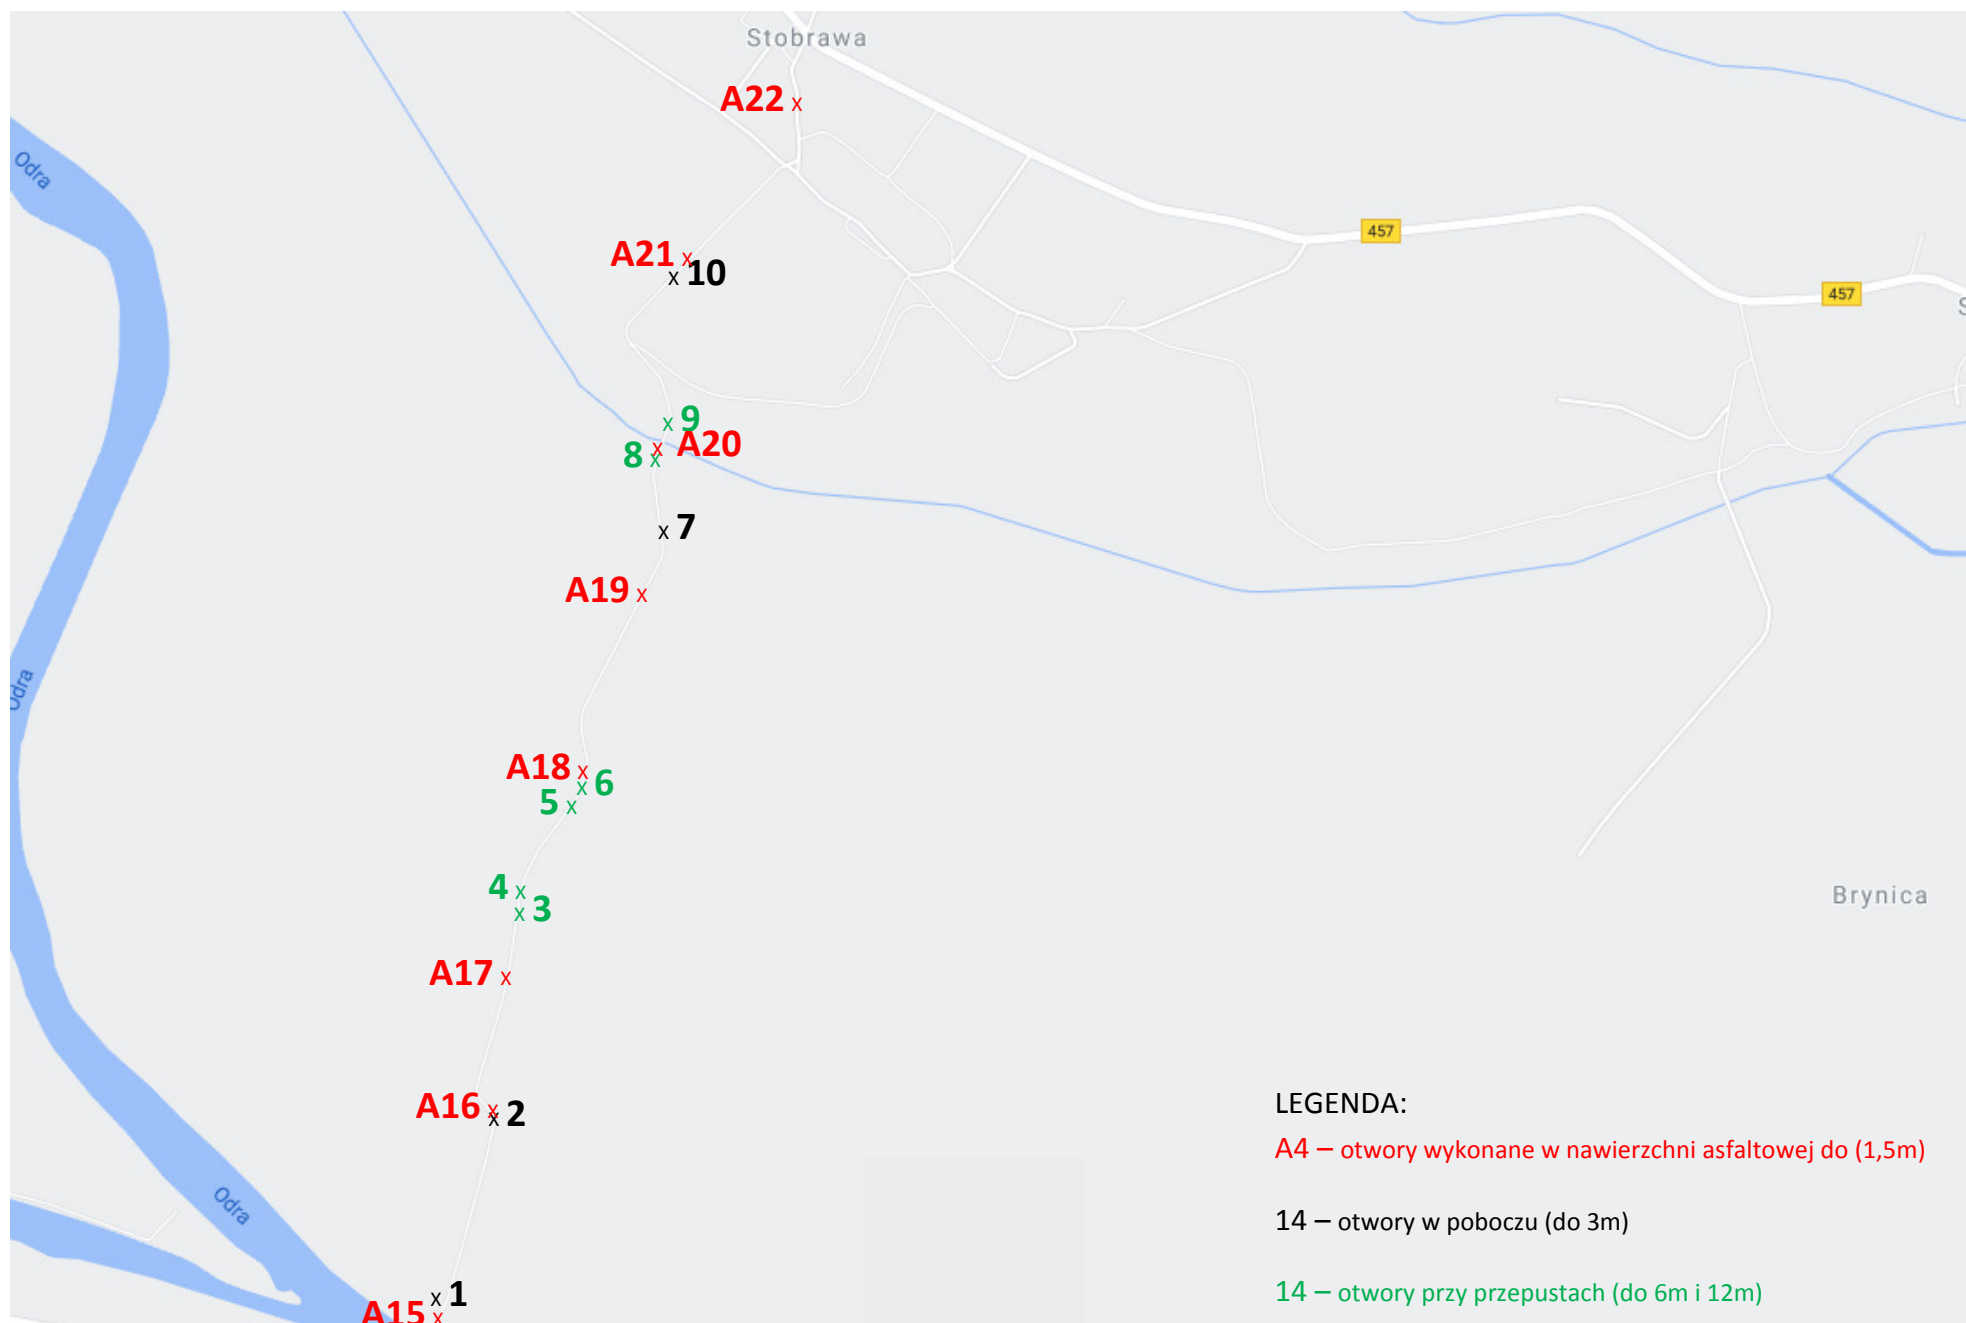 Stobrawa
A22 x
Odra
457
A21 x
x 10
457
S
x 9
x A20
8 x
x 7
A19 x
Odra
A18 x
x 6
5 x
4 x
x 3
Brynica
A17 x
LEGENDA:
A16 x
x 2
A4 – otwory wykonane w nawierzchni asfaltowej do (1,5m)
Odra
14 – otwory w poboczu (do 3m)
x 1
14 – otwory przy przepustach (do 6m i 12m)
A15 x